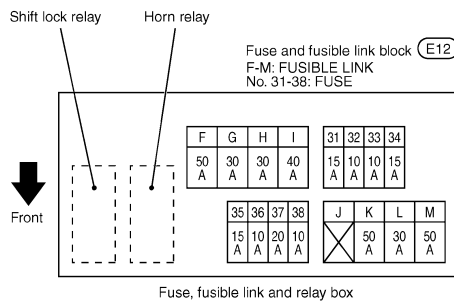 Shift lock relay Horn relay
Fuse and fusible link block E12
F-M: FUSIBLE LINK
No. 31-38: FUSE
F G H I 31 32 33 34
50 30 30 40 15 10 10 15
A A A A A A A A
Front
35 36 37 38 J K L M
15 10 20 10 50 30 50
A A A A A A A
Fuse, fusible link and relay box